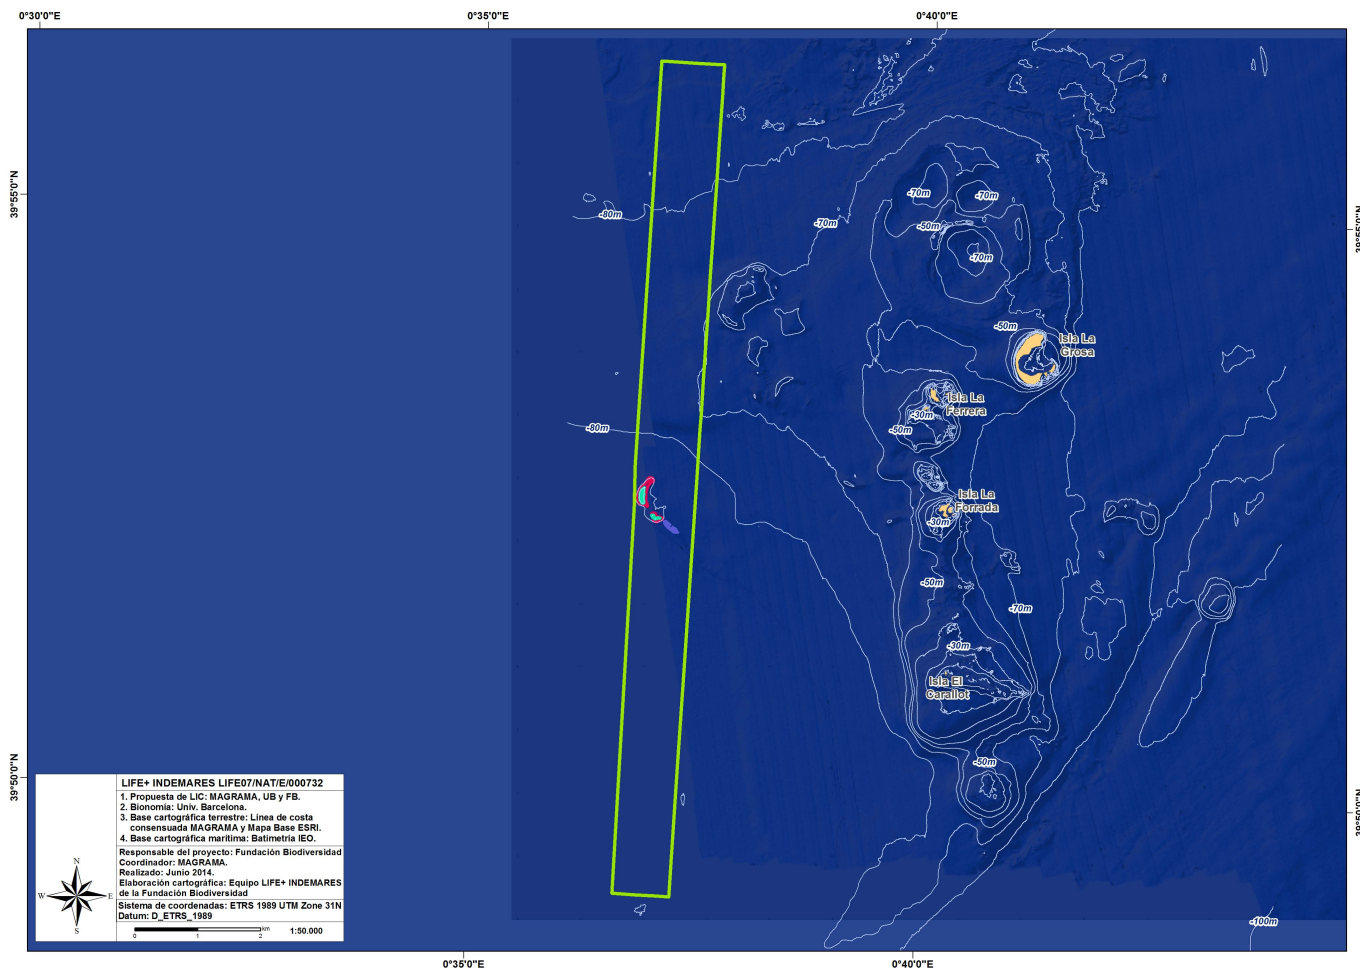 0°30'0"E
0°35'0"E
0°40'0"E
39°55'0"N
39°55'0"N
-70m
-70m
-80m
-70m
-50m
-70m
-50m
Isla La
Grosa
Isla La
Ferrera
-30m
-80m
-50m
Isla La
Forrada
-30m
-50m
-70m
-30m
Isla El
Carallot
-50m
39°50'0"N
39°50'0"N
LIFE+ INDEMARES LIFE07/NAT/E/000732
1. Propuesta de LIC: MAGRAMA, UB y FB.
2. Bionomía: Univ. Barcelona.
3. Base cartográfica terrestre: Línea de costa
consensuada MAGRAMA y Mapa Base ESRI.
4. Base cartográfica marítima: Batimetría IEO.
Responsable del proyecto: Fundación Biodiversidad
Coordinador: MAGRAMA.
Realizado: Junio 2014.
Elaboración cartográfica: Equipo LIFE+ INDEMARES
de la Fundación Biodiversidad
Sistema de coordenadas: ETRS 1989 UTM Zone 31N
Datum: D_ETRS_1989
N
W
E
S
0
1
2
km
1:50.000
-100m
0°35'0"E
0°40'0"E